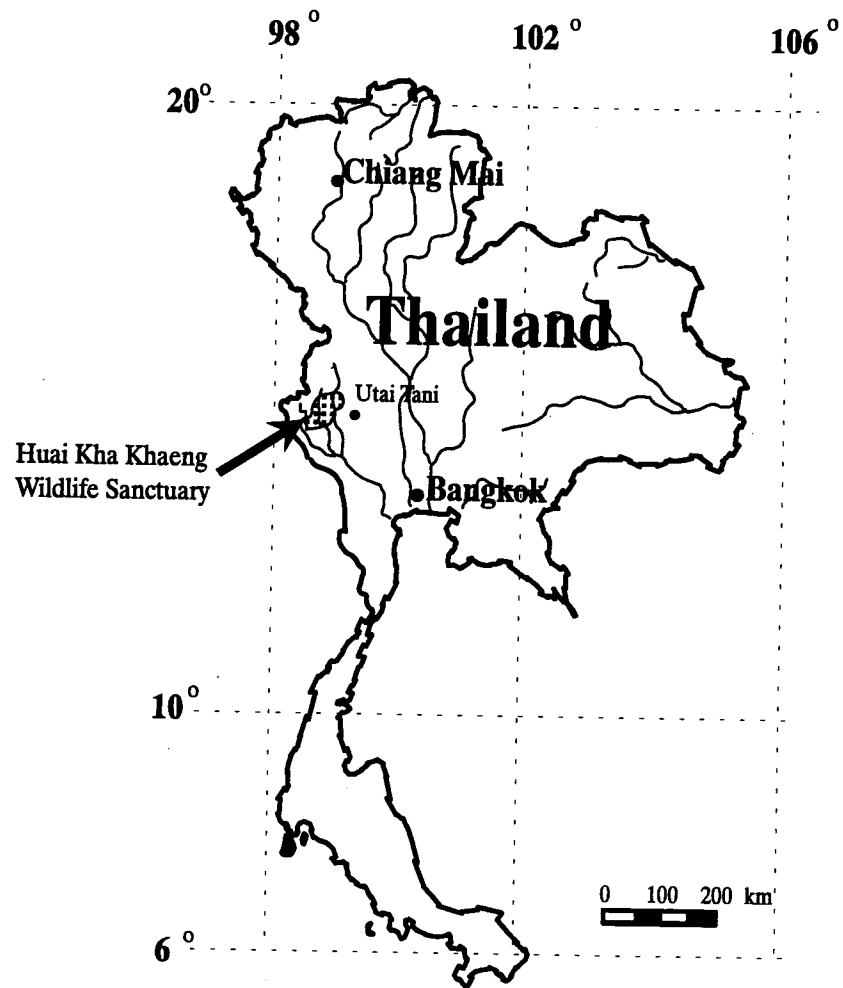 98 °
102 °
106 °
20°
Chiang Mai
Thailand
Utai Tani
Huai Kha Khaeng
Wildlife Sanctuary
Bangkok
10 °
0 100 200 km
6 °